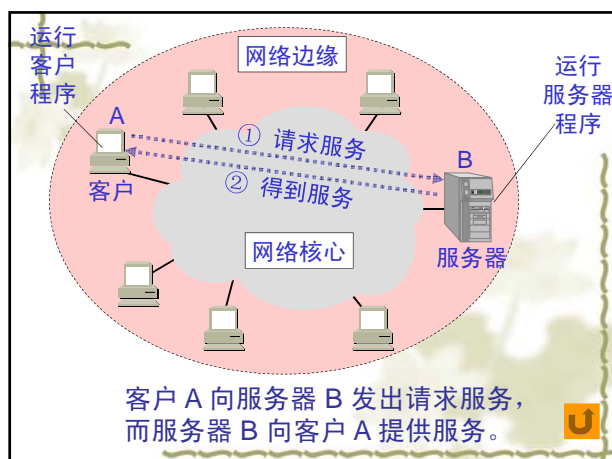 运行
客户
程序
网络边缘
运行
服务器
程序
A
① 请求服务
B
② 得到服务
客户
服务器
网络核心
客户 A 向服务器 B 发出请求服务，
而服务器 B 向客户 A 提供服务。